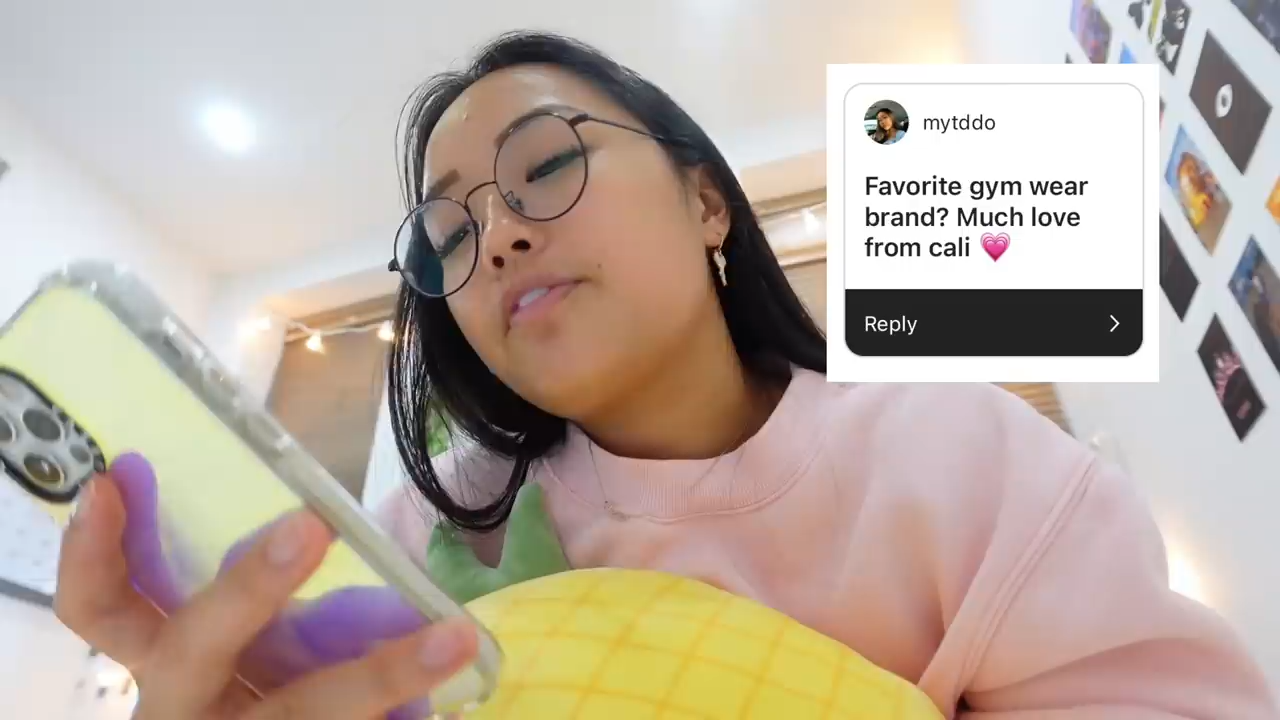 mytddo
Favorite gym wear
brand? Much love
from cali 💗
Reply